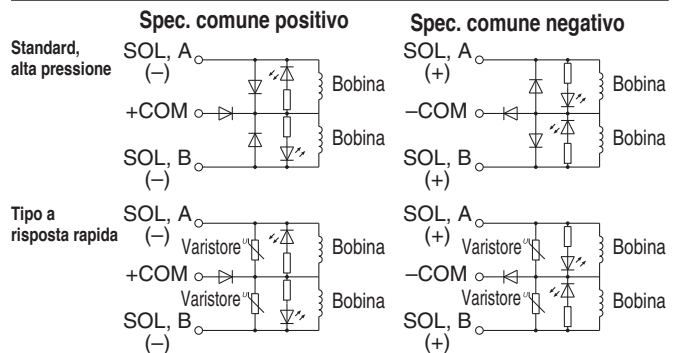 Spec. comune positivo
Spec. comune negativo
Standard,
alta pressione
SOL, A
(–)
+COM
SOL, B
(–)
Bobina
Bobina
SOL, A
(+)
–COM
SOL, B
(+)
Bobina
Bobina
Tipo a
risposta rapida
SOL, A
(–)
Varistore
U
+COM
Varistore
U
SOL, B
(–)
Bobina
Bobina
SOL, A
(+)
Varistore
U
–COM
Varistore
U
SOL, B
(+)
Bobina
Bobina